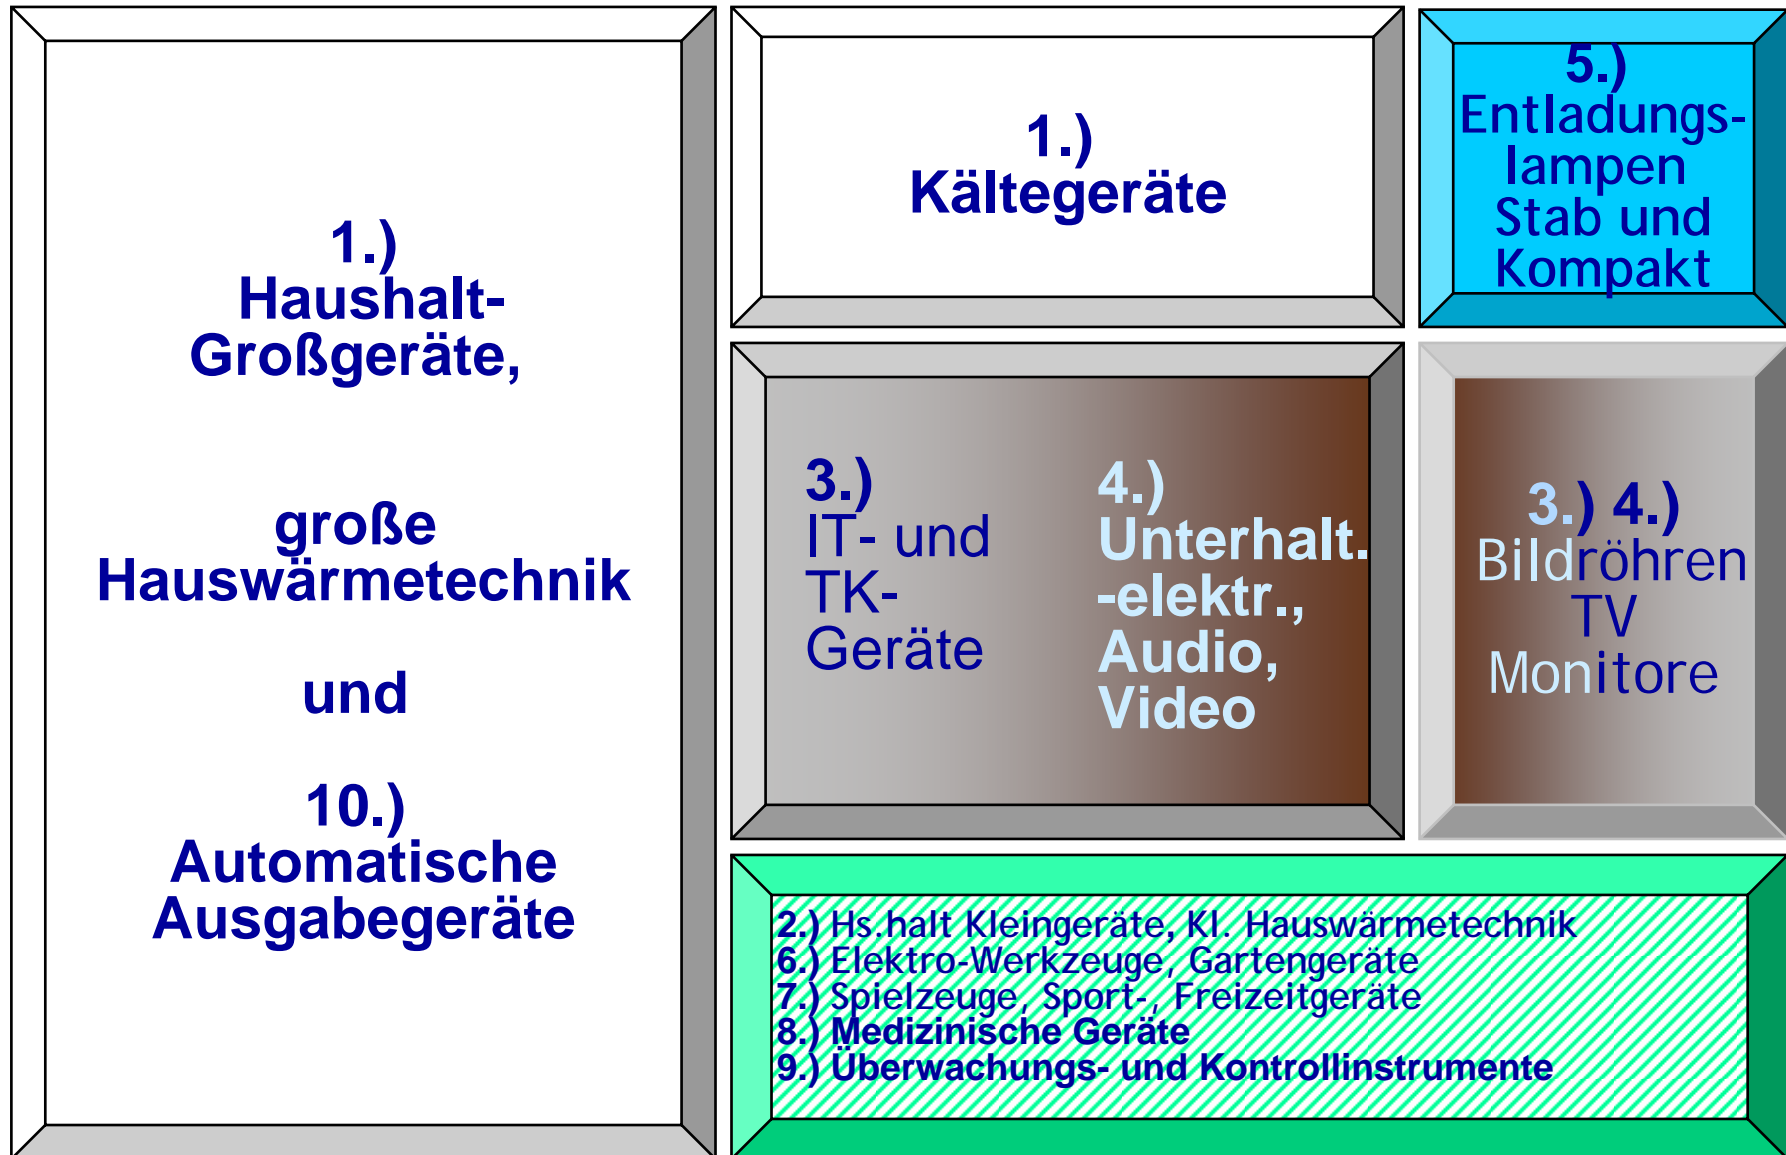 1.)
Haushalt-
Großgeräte,
große
Hauswärmetechnik
und
10.)
Automatische
Ausgabegeräte
1.)
Kältegeräte
5.)
Entladungs-
lampen
Stab und
Kompakt
3.)
IT- und
TK-
Geräte
4.)
Unterhalt.
-elektr.,
Audio,
Video
3.) 4.)
Bildröhren
TV
Monitore
2.) Hs.halt Kleingeräte, Kl. Hauswärmetechnik
6.) Elektro-Werkzeuge, Gartengeräte
7.) Spielzeuge, Sport-, Freizeitgeräte
8.) Medizinische Geräte
9.) Überwachungs- und Kontrollinstrumente